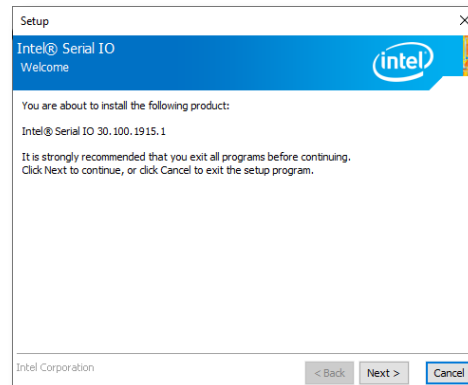 Setup
Intel® Serial IO
Welcome
intel
You are about to install the following product:
Intel® Serial IO 30.100.1915.1
It is strongly recommended that you exit all programs before continuing.
Click Next to continue, or click Cancel to exit the setup program.
Intel Corporation
< Back Next > Cancel